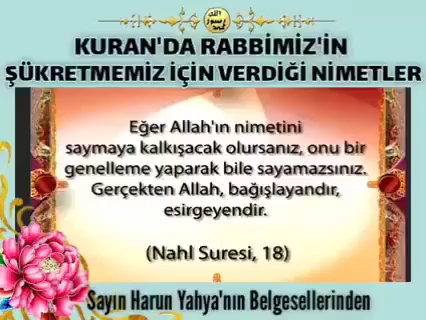 KURAN'DA RABBİMİZ'İN
ŞÜKRETMEMİZ İÇİN VERDİĞİ NİMETLER
Eğer Allah'ın nimetini
saymaya kalkışacak olursanız, onu bir
genelleme yaparak bile sayamazsınız.
Gerçekten Allah, bağışlayandır,
esirgeyendir.
(Nahl Suresi, 18)
Sayın Harun Yahya'nın Belgesellerinden